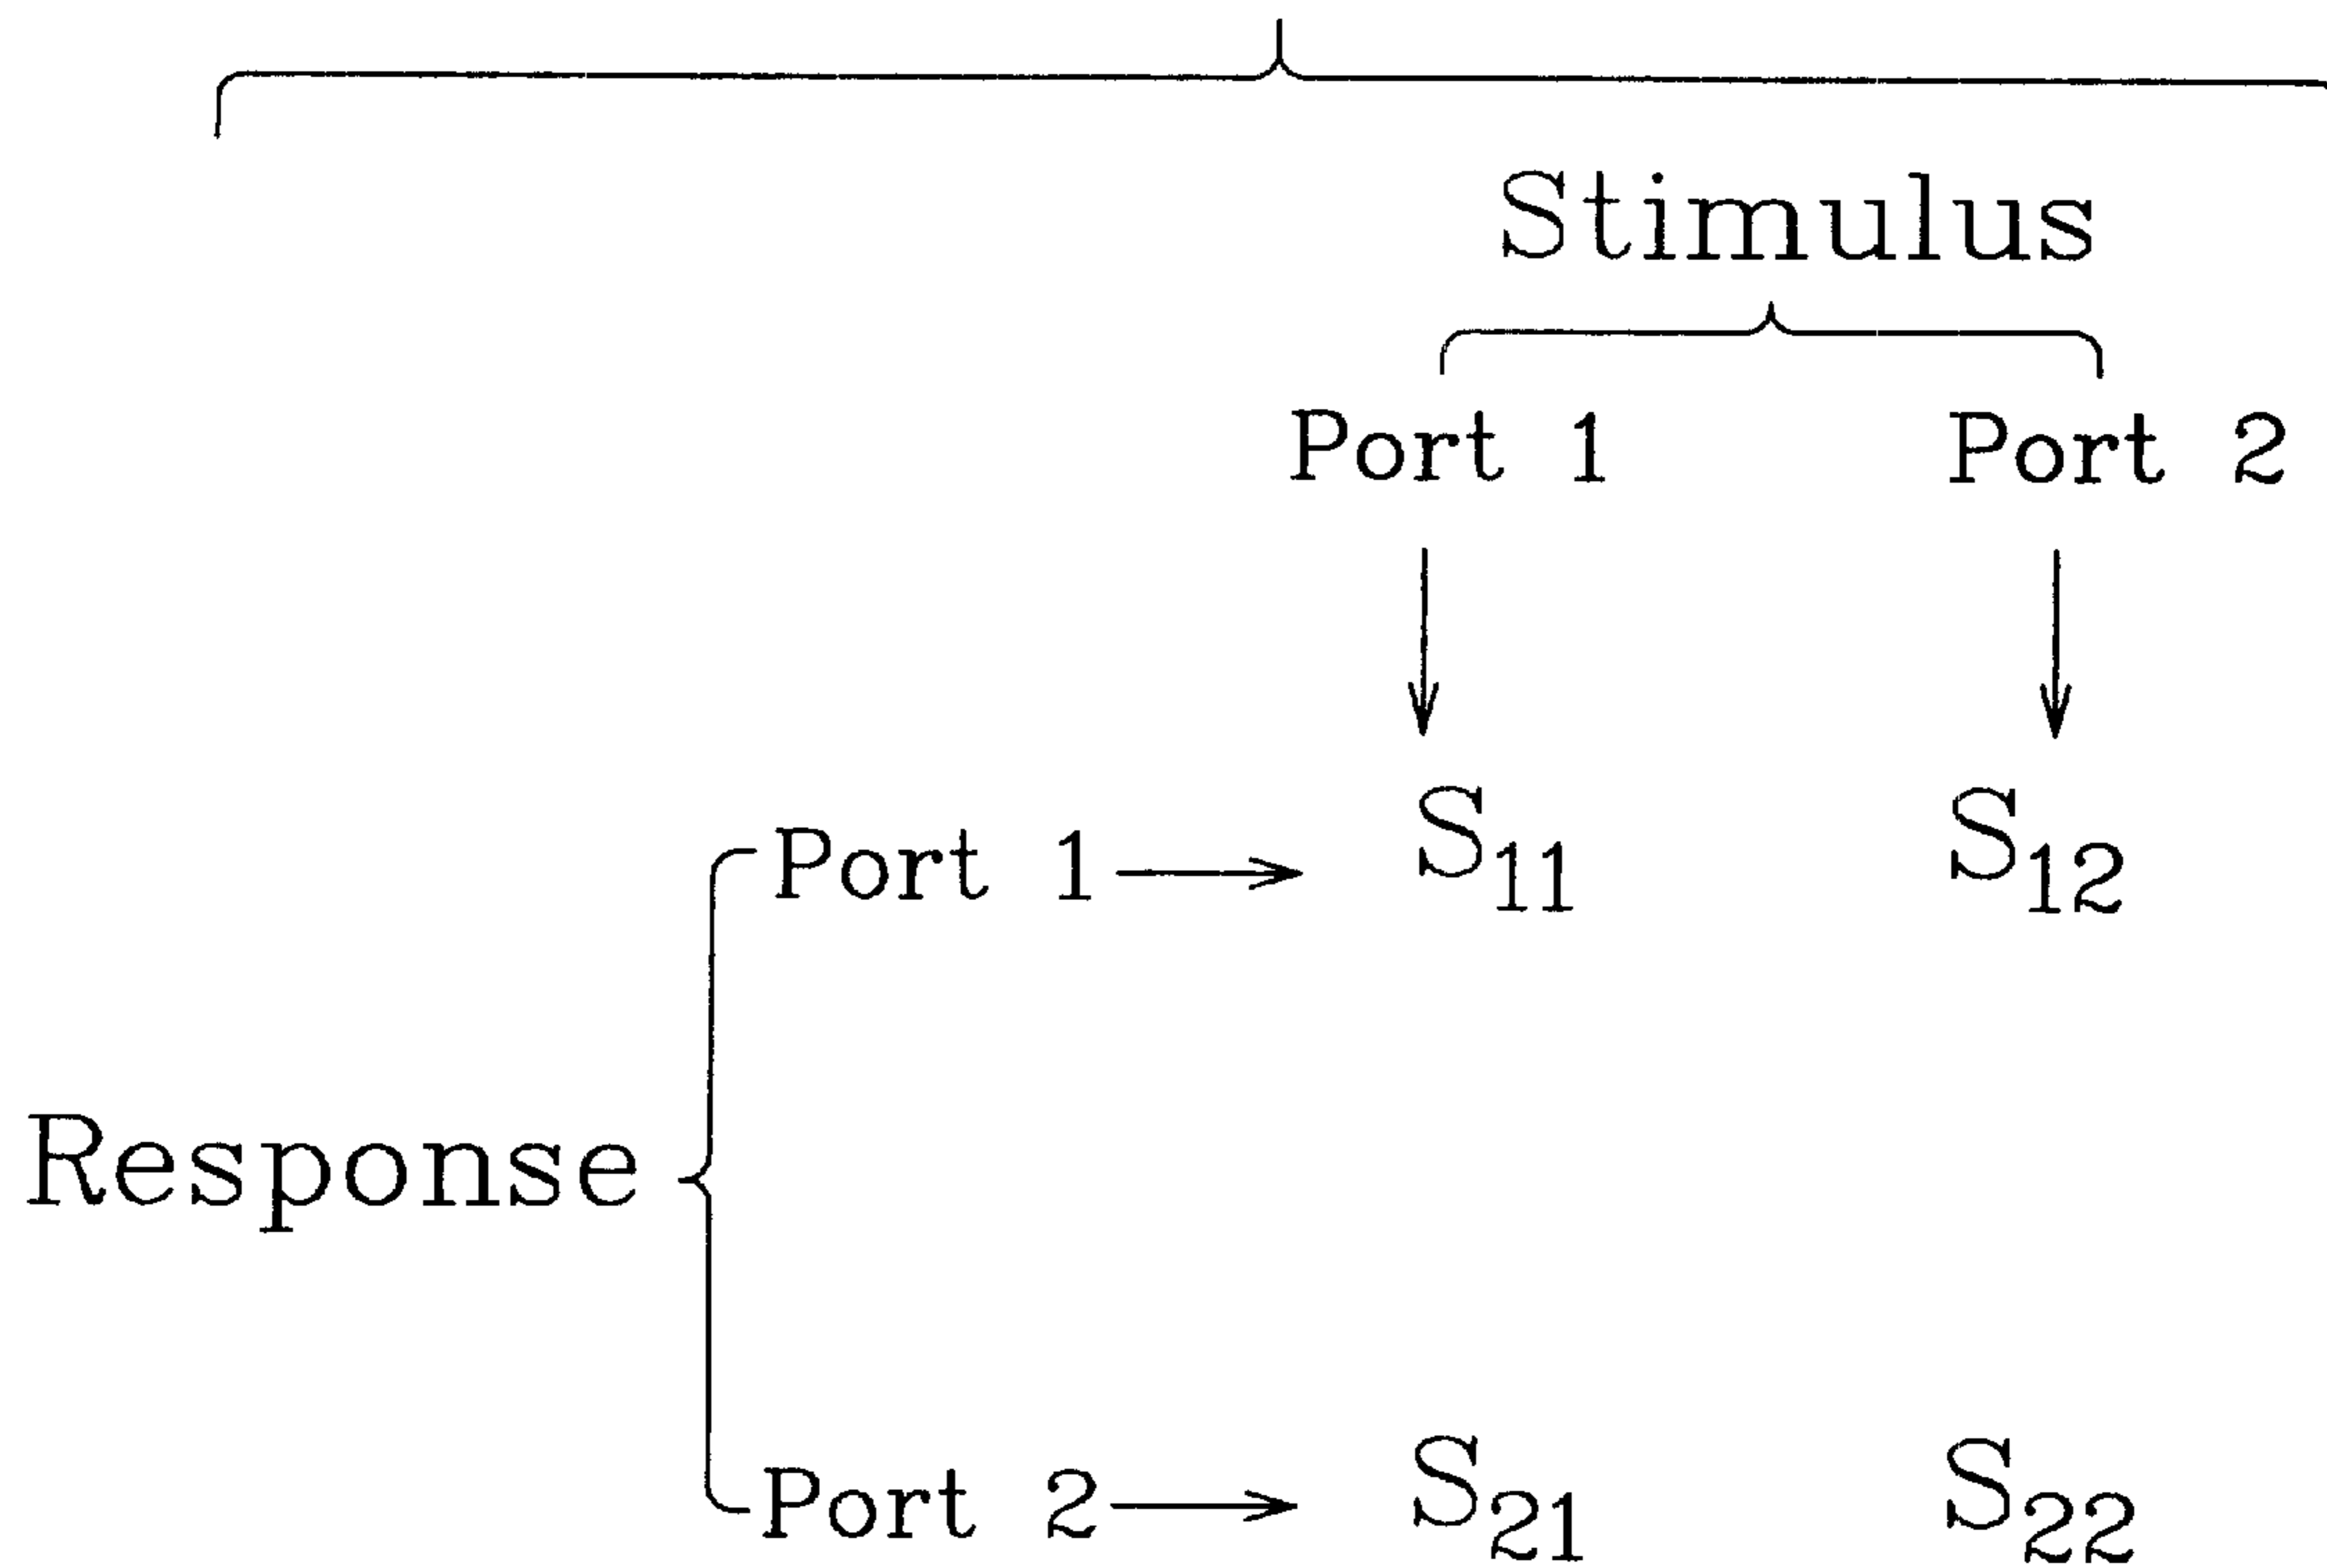 Stimulus
Port 1 Port 2
Port 1 S11 S12
Response
Port 2 S21 S22